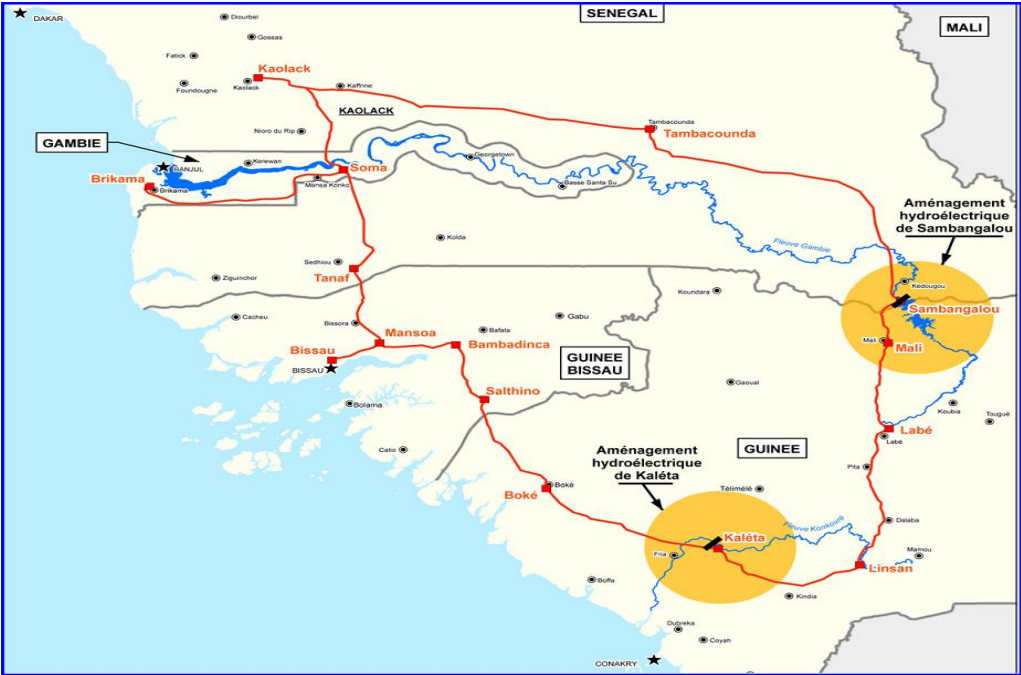 DAKAR
Diourbel
SENEGAL
MALI
Gossas
Fatick
Kaolack
Foundougne
Kaolack
Kaffrine
KAOLACK
Nioro du Rip
Tambacounda
Tambacounda
GAMBIE
BANJUL
Kerewan
Georgetown
Soma
Brikama
Brikama
Mansa Konko
Basse Santa Su
Aménagement
hydroélectrique
de Sambangalou
Kolda
Fleuve Gambie
Sedhiou
Tanaf
Ziguinchor
Kédougou
Koundara
Sambangalou
Cacheu
Bissora
Bafata
Gabu
Mansoa
Bambadinca
Mali
Mali
Bissau
BISSAU
GUINEE
BISSAU
Gaoual
Salthino
Bolama
Koubia
Touguè
Labé
Labé
Catio
Aménagement
hydroélectrique
de Kaléta
GUINEE
Pita
Boké
Boké
Télimélé
Dalaba
Fleuve Konkouré
Kaléta
Fria
Mamou
Linsan
Boffa
Kindia
Dubreka
Coyah
CONAKRY